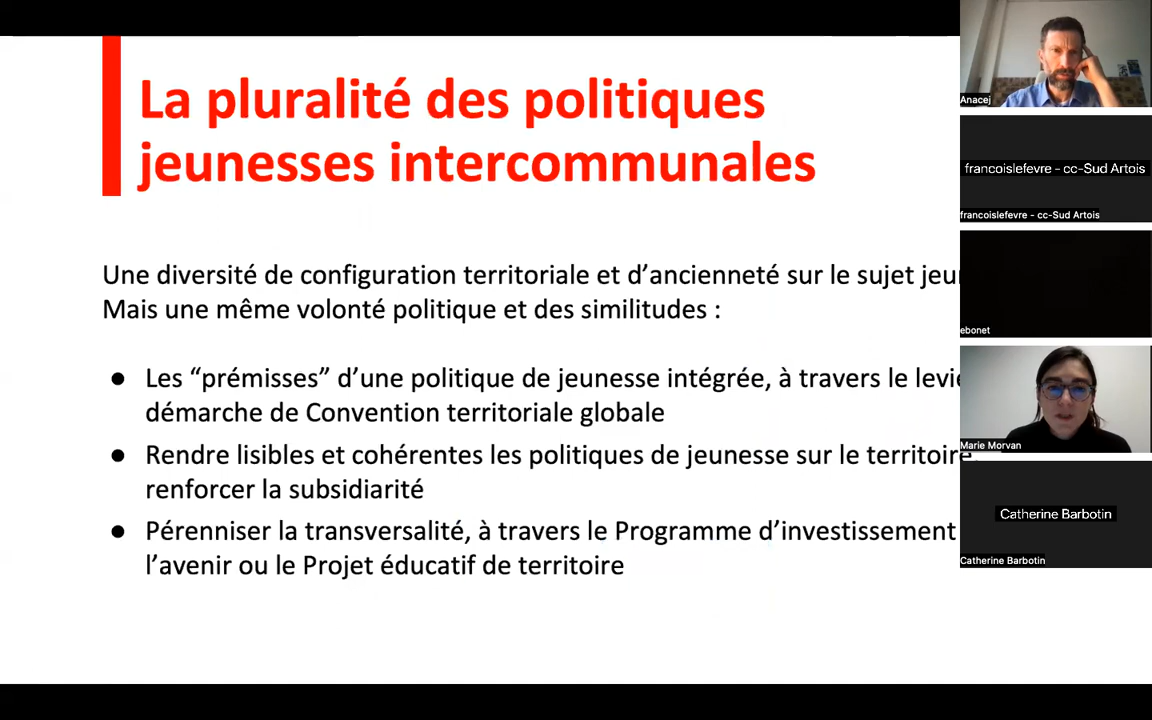 La pluralité des politiques
jeunesses intercommunales
Une diversité de configuration territoriale et d’ancienneté sur le sujet
Mais une même volonté politique et des similitudes :
● Les “prémisses” d’une politique de jeunesse intégrée, à travers le
démarche de Convention territoriale globale
● Rendre lisibles et cohérentes les politiques de jeunesse sur le territoire,
renforcer la subsidiarité
● Pérenniser la transversalité, à travers le Programme d’investissement
l’avenir ou le Projet éducatif de territoire
Anacej
francoislefevre - cc-Sud Artois
francoislefevre - cc-Sud Artois
ebonet
Marie Morvan
Catherine Barbotin
Catherine Barbotin